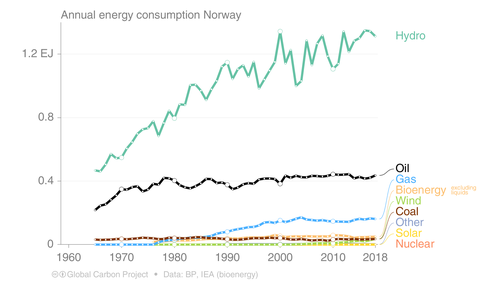 Annual energy consumption Norway
1.2 EJ
0.8
0.4
0
1960
1970
1980
1990
2000
2010
2018
Hydro
Oil
Gas
Bioenergy excluding liquids
Wind
Coal
Other
Solar
Nuclear
Global Carbon Project • Data: BP, IEA (bioenergy)